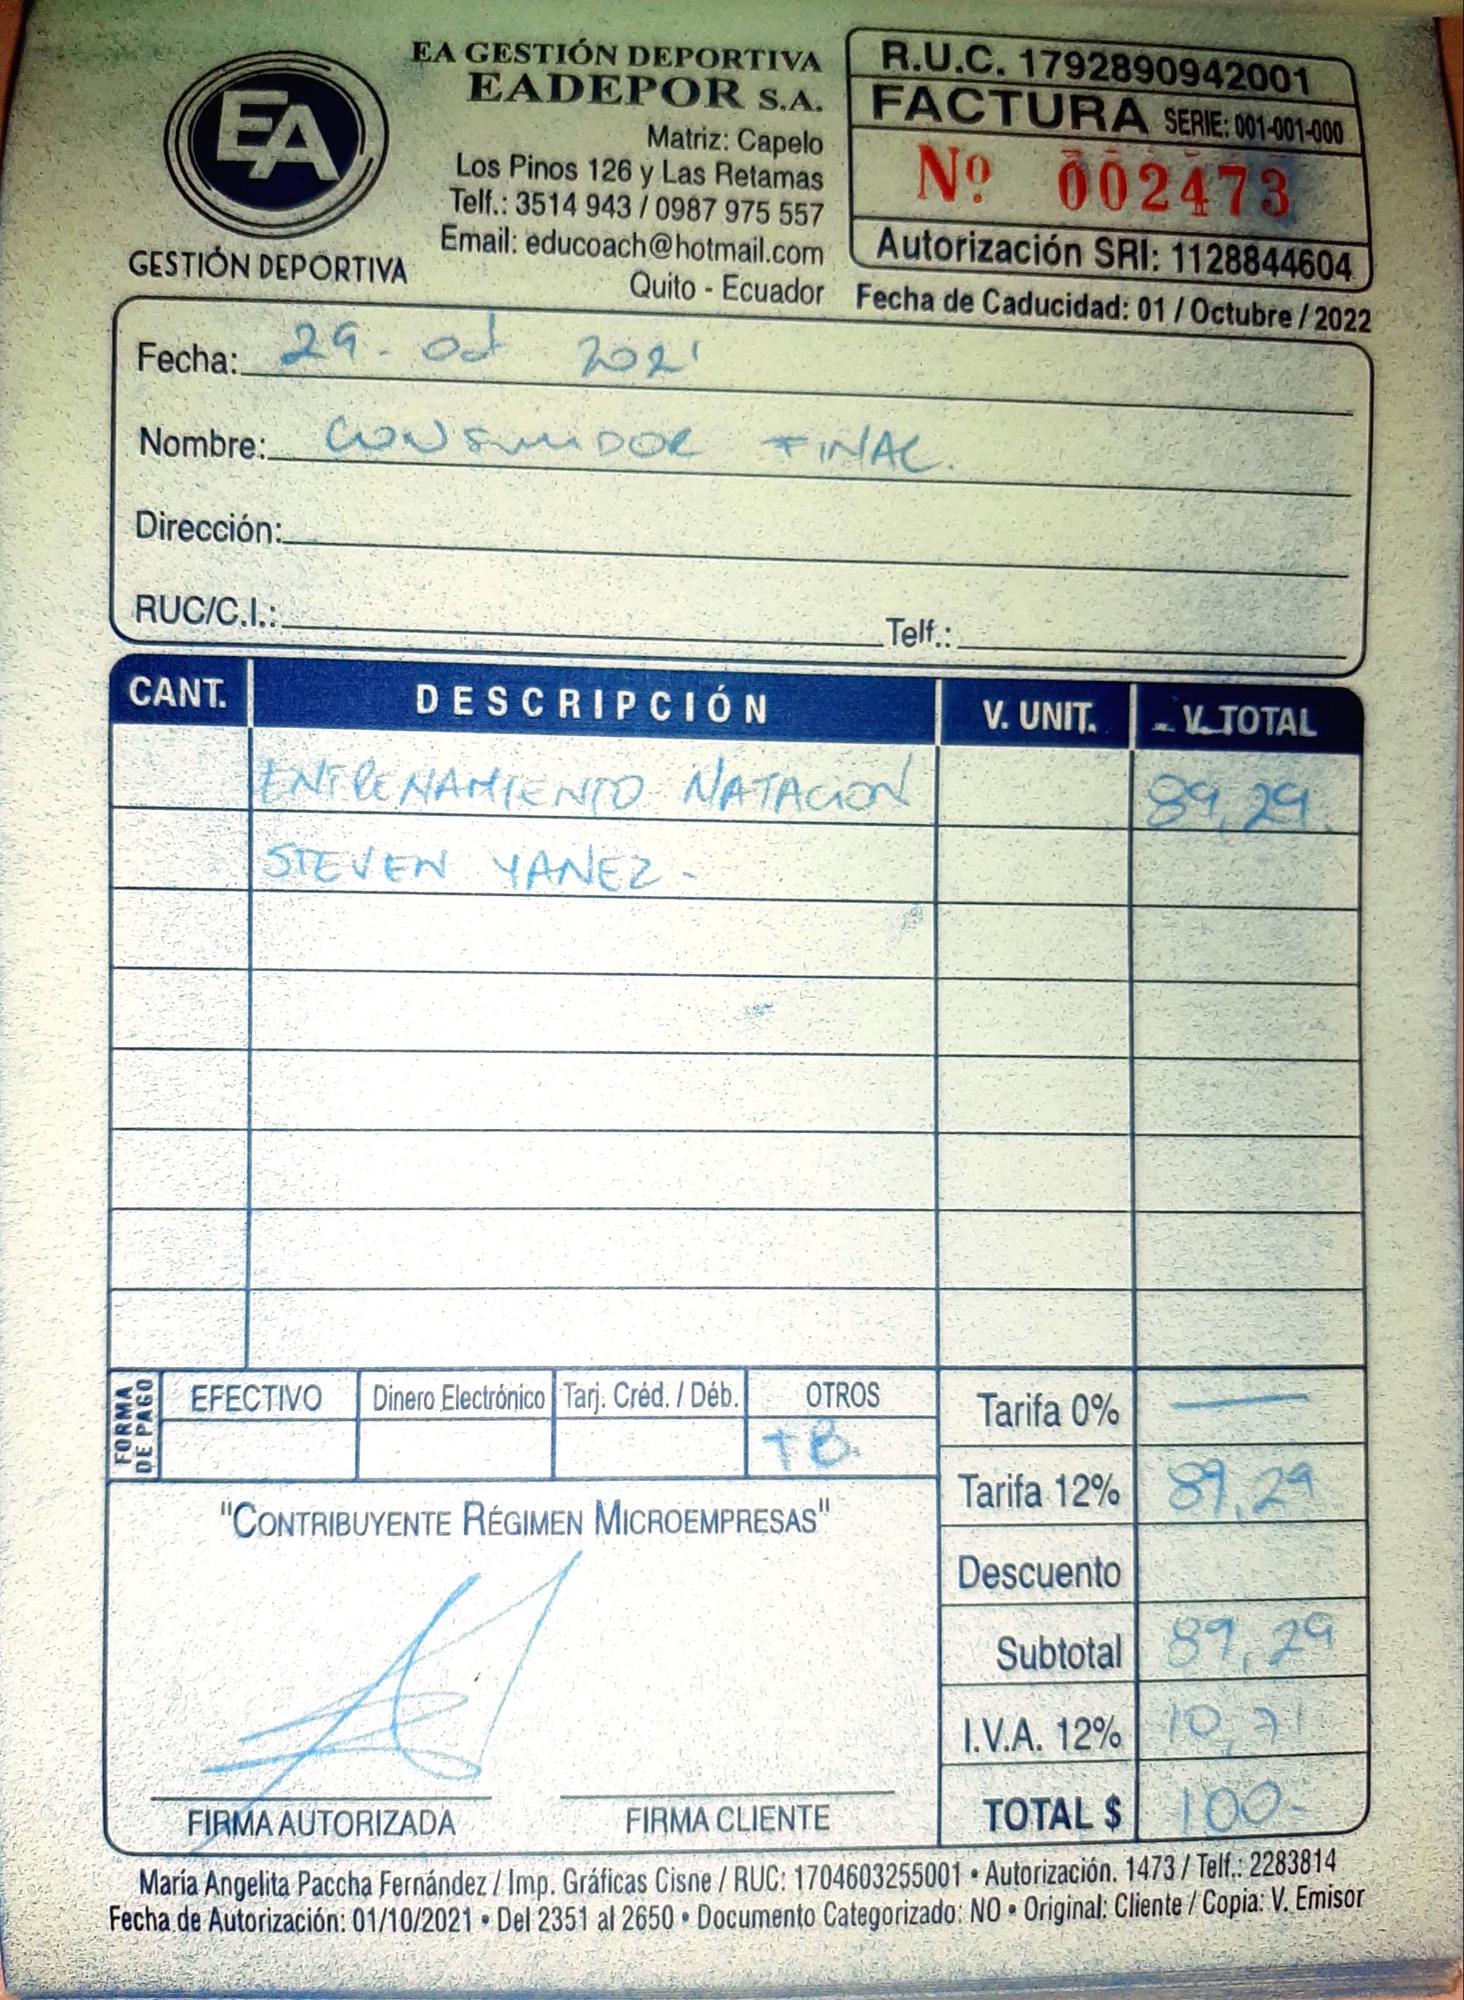 EA GESTIÓN DEPORTIVA
EADEPOR S.A.
Matriz: Capelo
Los Pinos 126 y Las Retamas
Telf.: 3514 943 / 0987 975 557
Email: educoach@hotmail.com
Quito - Ecuador
EA
GESTIÓN DEPORTIVA
R.U.C. 1792890942001
FACTURA SERIE: 001-001-000
Nº 002473
Autorización SRI: 1128844604
Fecha de Caducidad: 01 / Octubre / 2022
Fecha: 29 - Oct 2021
Nombre: CONSUMIDOR FINAL.
Dirección:
RUC/C.I.: Telf.:
CANT. DESCRIPCIÓN V. UNIT. V. TOTAL
ENTRENAMIENTO NATACION 89,29
STEVEN YANEZ -
FORMA DE PAGO
EFECTIVO Dinero Electrónico Tarj. Créd. / Déb. OTROS
TB.
Tarifa 0% —
Tarifa 12% 89,29
Descuento
Subtotal 89,29
I.V.A. 12% 10,71
TOTAL $ 100-
"CONTRIBUYENTE RÉGIMEN MICROEMPRESAS"
FIRMA AUTORIZADA FIRMA CLIENTE
María Angelita Paccha Fernández / Imp. Gráficas Cisne / RUC: 1704603255001 • Autorización. 1473 / Telf.: 2283814
Fecha de Autorización: 01/10/2021 • Del 2351 al 2650 • Documento Categorizado: NO • Original: Cliente / Copia: V. Emisor